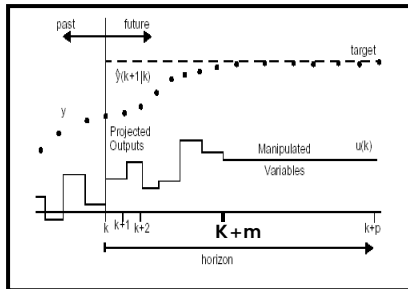 past future
target
ŷ(k+1|k)
y
Projected
Outputs
Manipulated u(k)
Variables
k k+1 k+2 K+m k+p
horizon